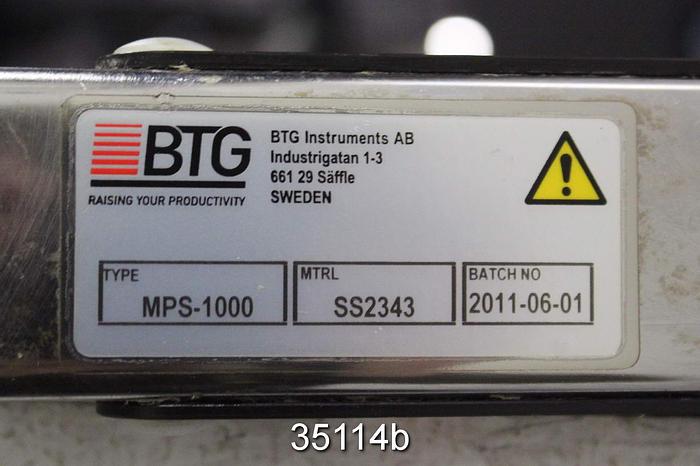 BTG
RAISING YOUR PRODUCTIVITY
BTG Instruments AB
Industrigatan 1-3
661 29 Säffle
SWEDEN
TYPE
MPS-1000
MTRL
SS2343
BATCH NO
2011-06-01
35114b